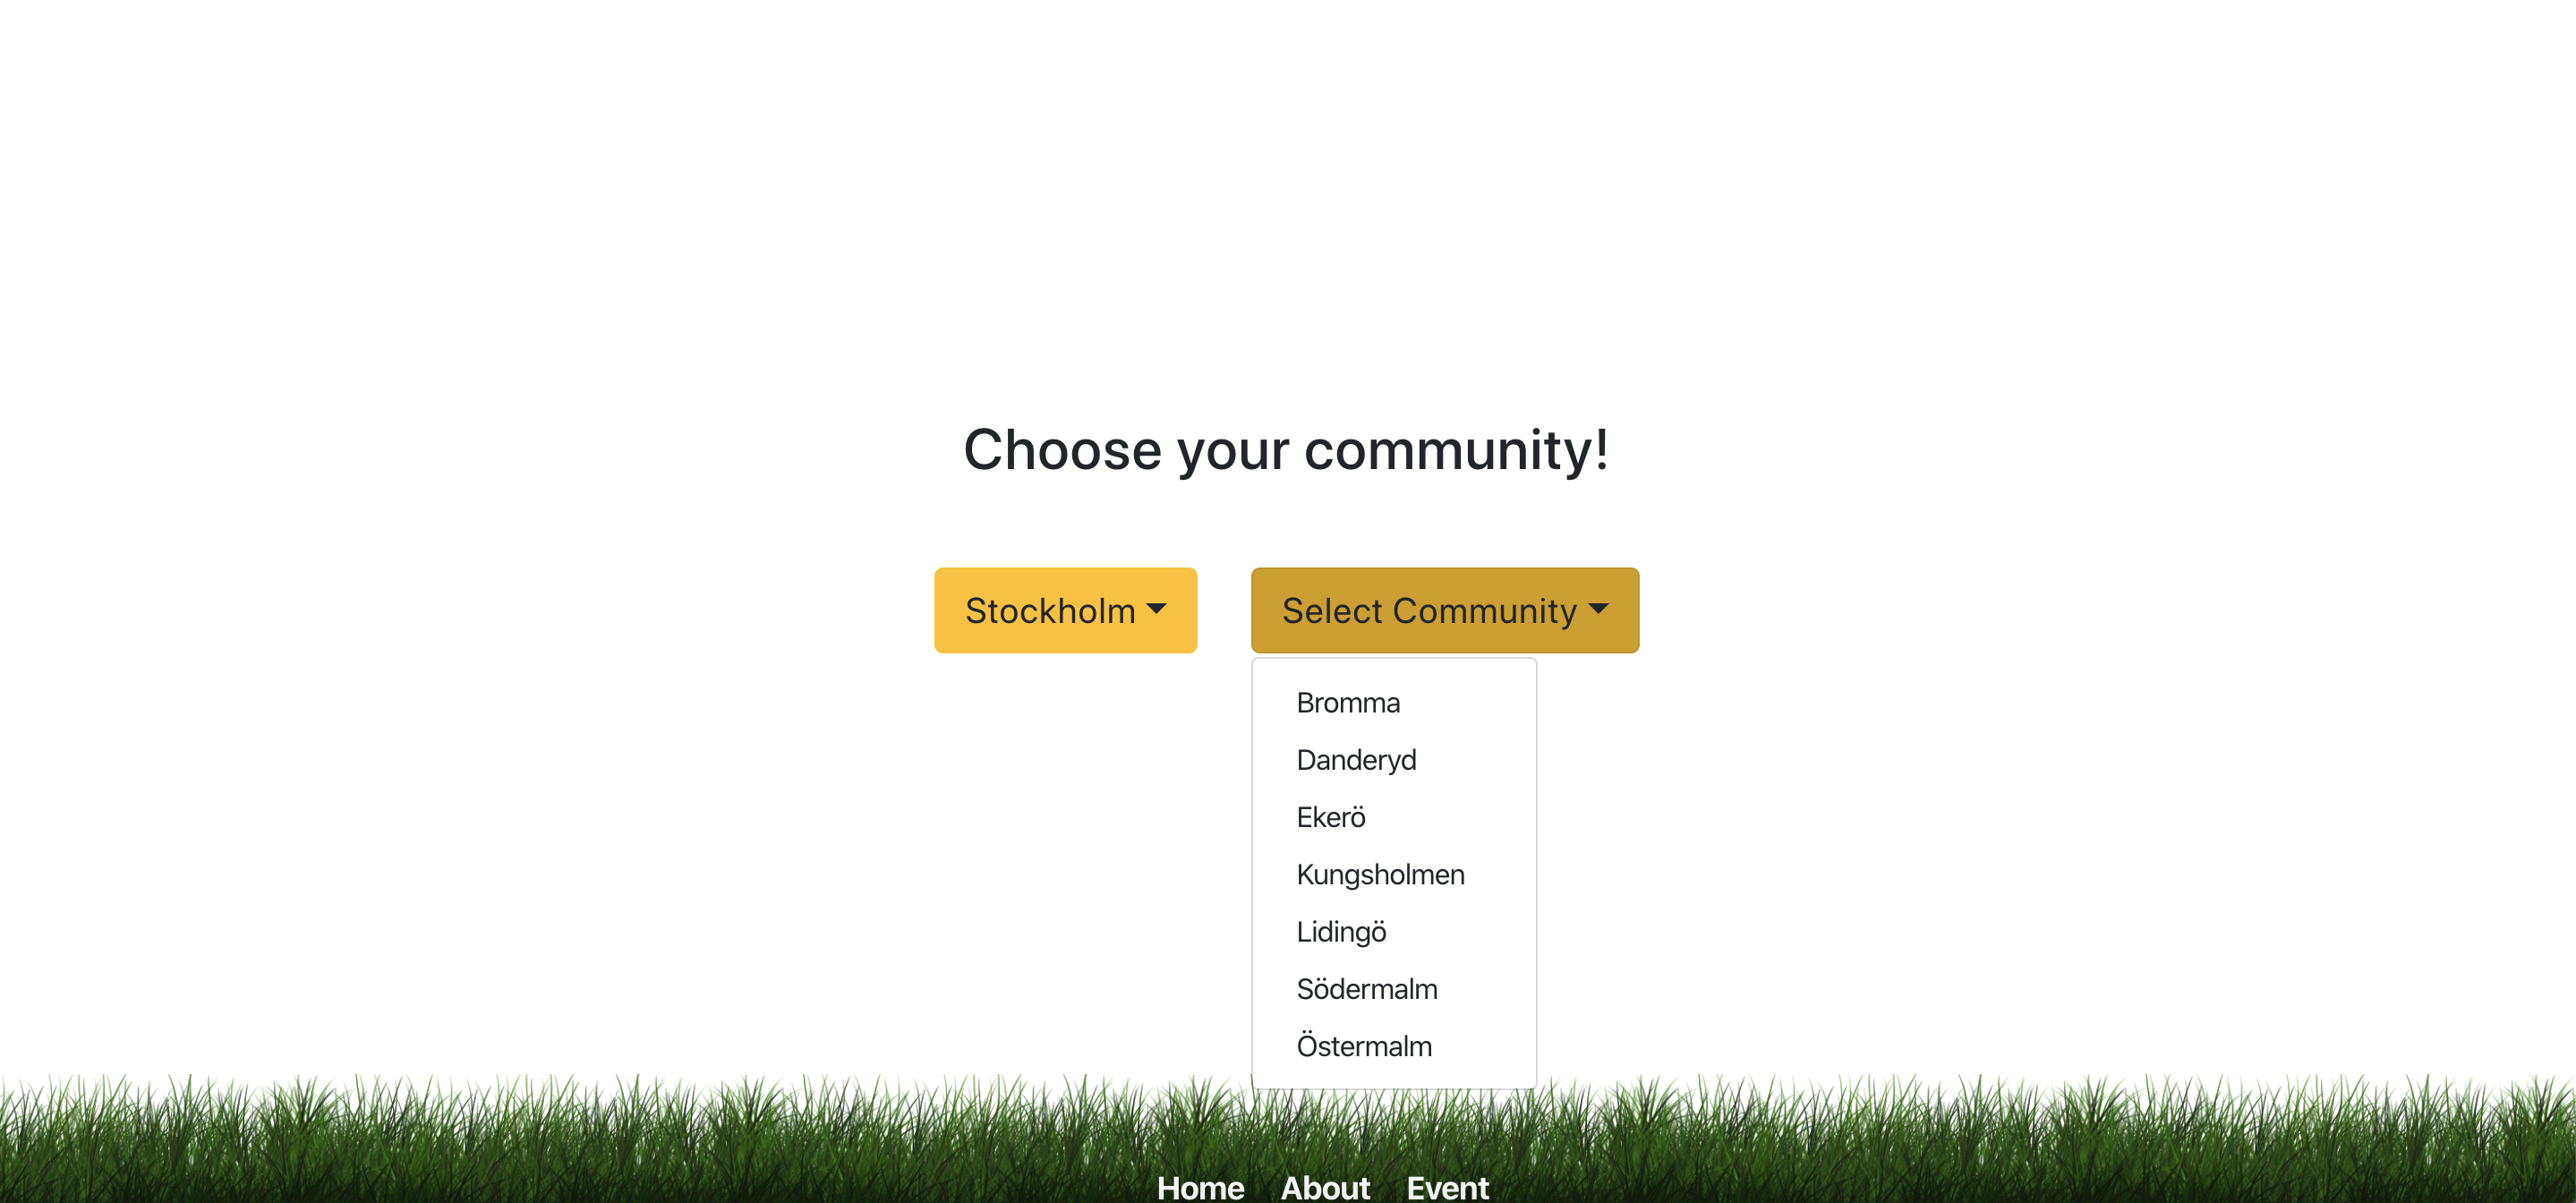 Choose your community!
Stockholm
Select Community
Bromma
Danderyd
Ekerö
Kungsholmen
Lidingö
Södermalm
Östermalm
Home About Event